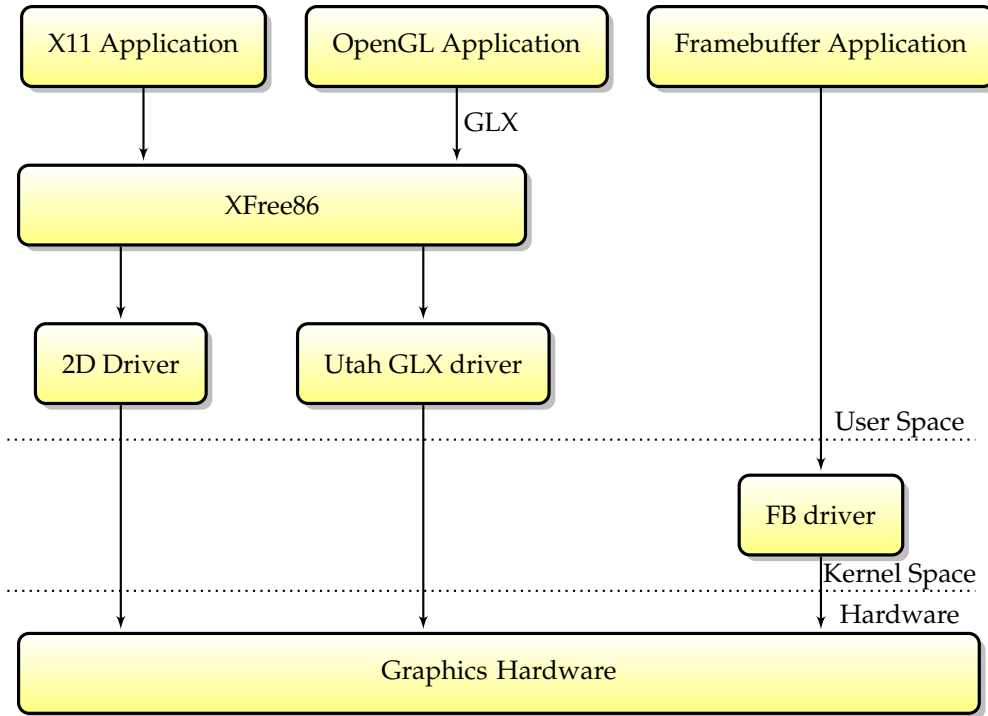 X11 Application
OpenGL Application
Framebuffer Application
GLX
XFree86
2D Driver
Utah GLX driver
User Space
FB driver
Kernel Space
Hardware
Graphics Hardware